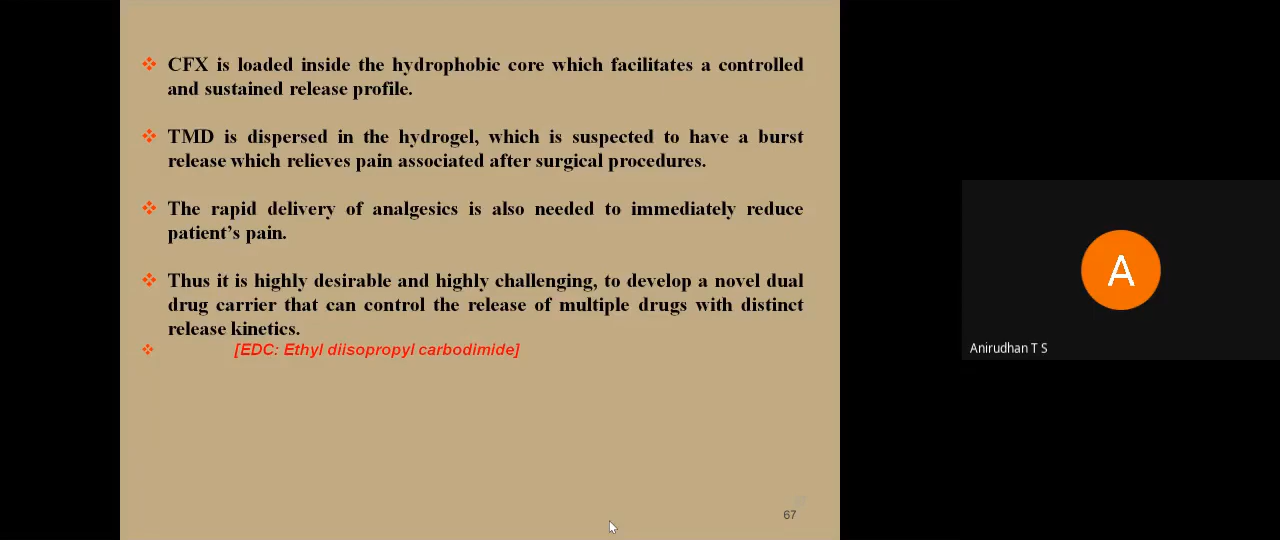 CFX is loaded inside the hydrophobic core which facilitates a controlled
and sustained release profile.
TMD is dispersed in the hydrogel, which is suspected to have a burst
release which relieves pain associated after surgical procedures.
The rapid delivery of analgesics is also needed to immediately reduce
patient's pain.
Thus it is highly desirable and highly challenging, to develop a novel dual
drug carrier that can control the release of multiple drugs with distinct
release kinetics.
[EDC: Ethyl diisopropyl carbodimide]
67
A
Anirudhan T S